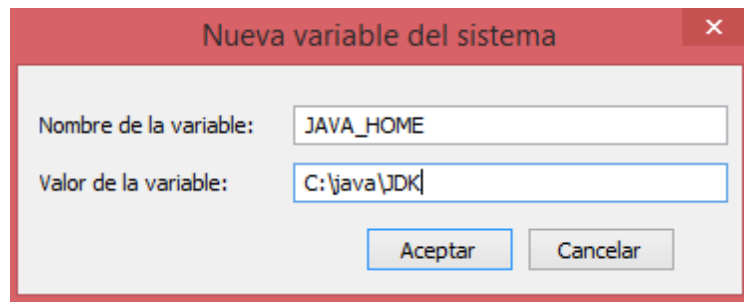 Nueva variable del sistema
Nombre de la variable: JAVA_HOME
Valor de la variable: C:\java\JDK
Aceptar Cancelar